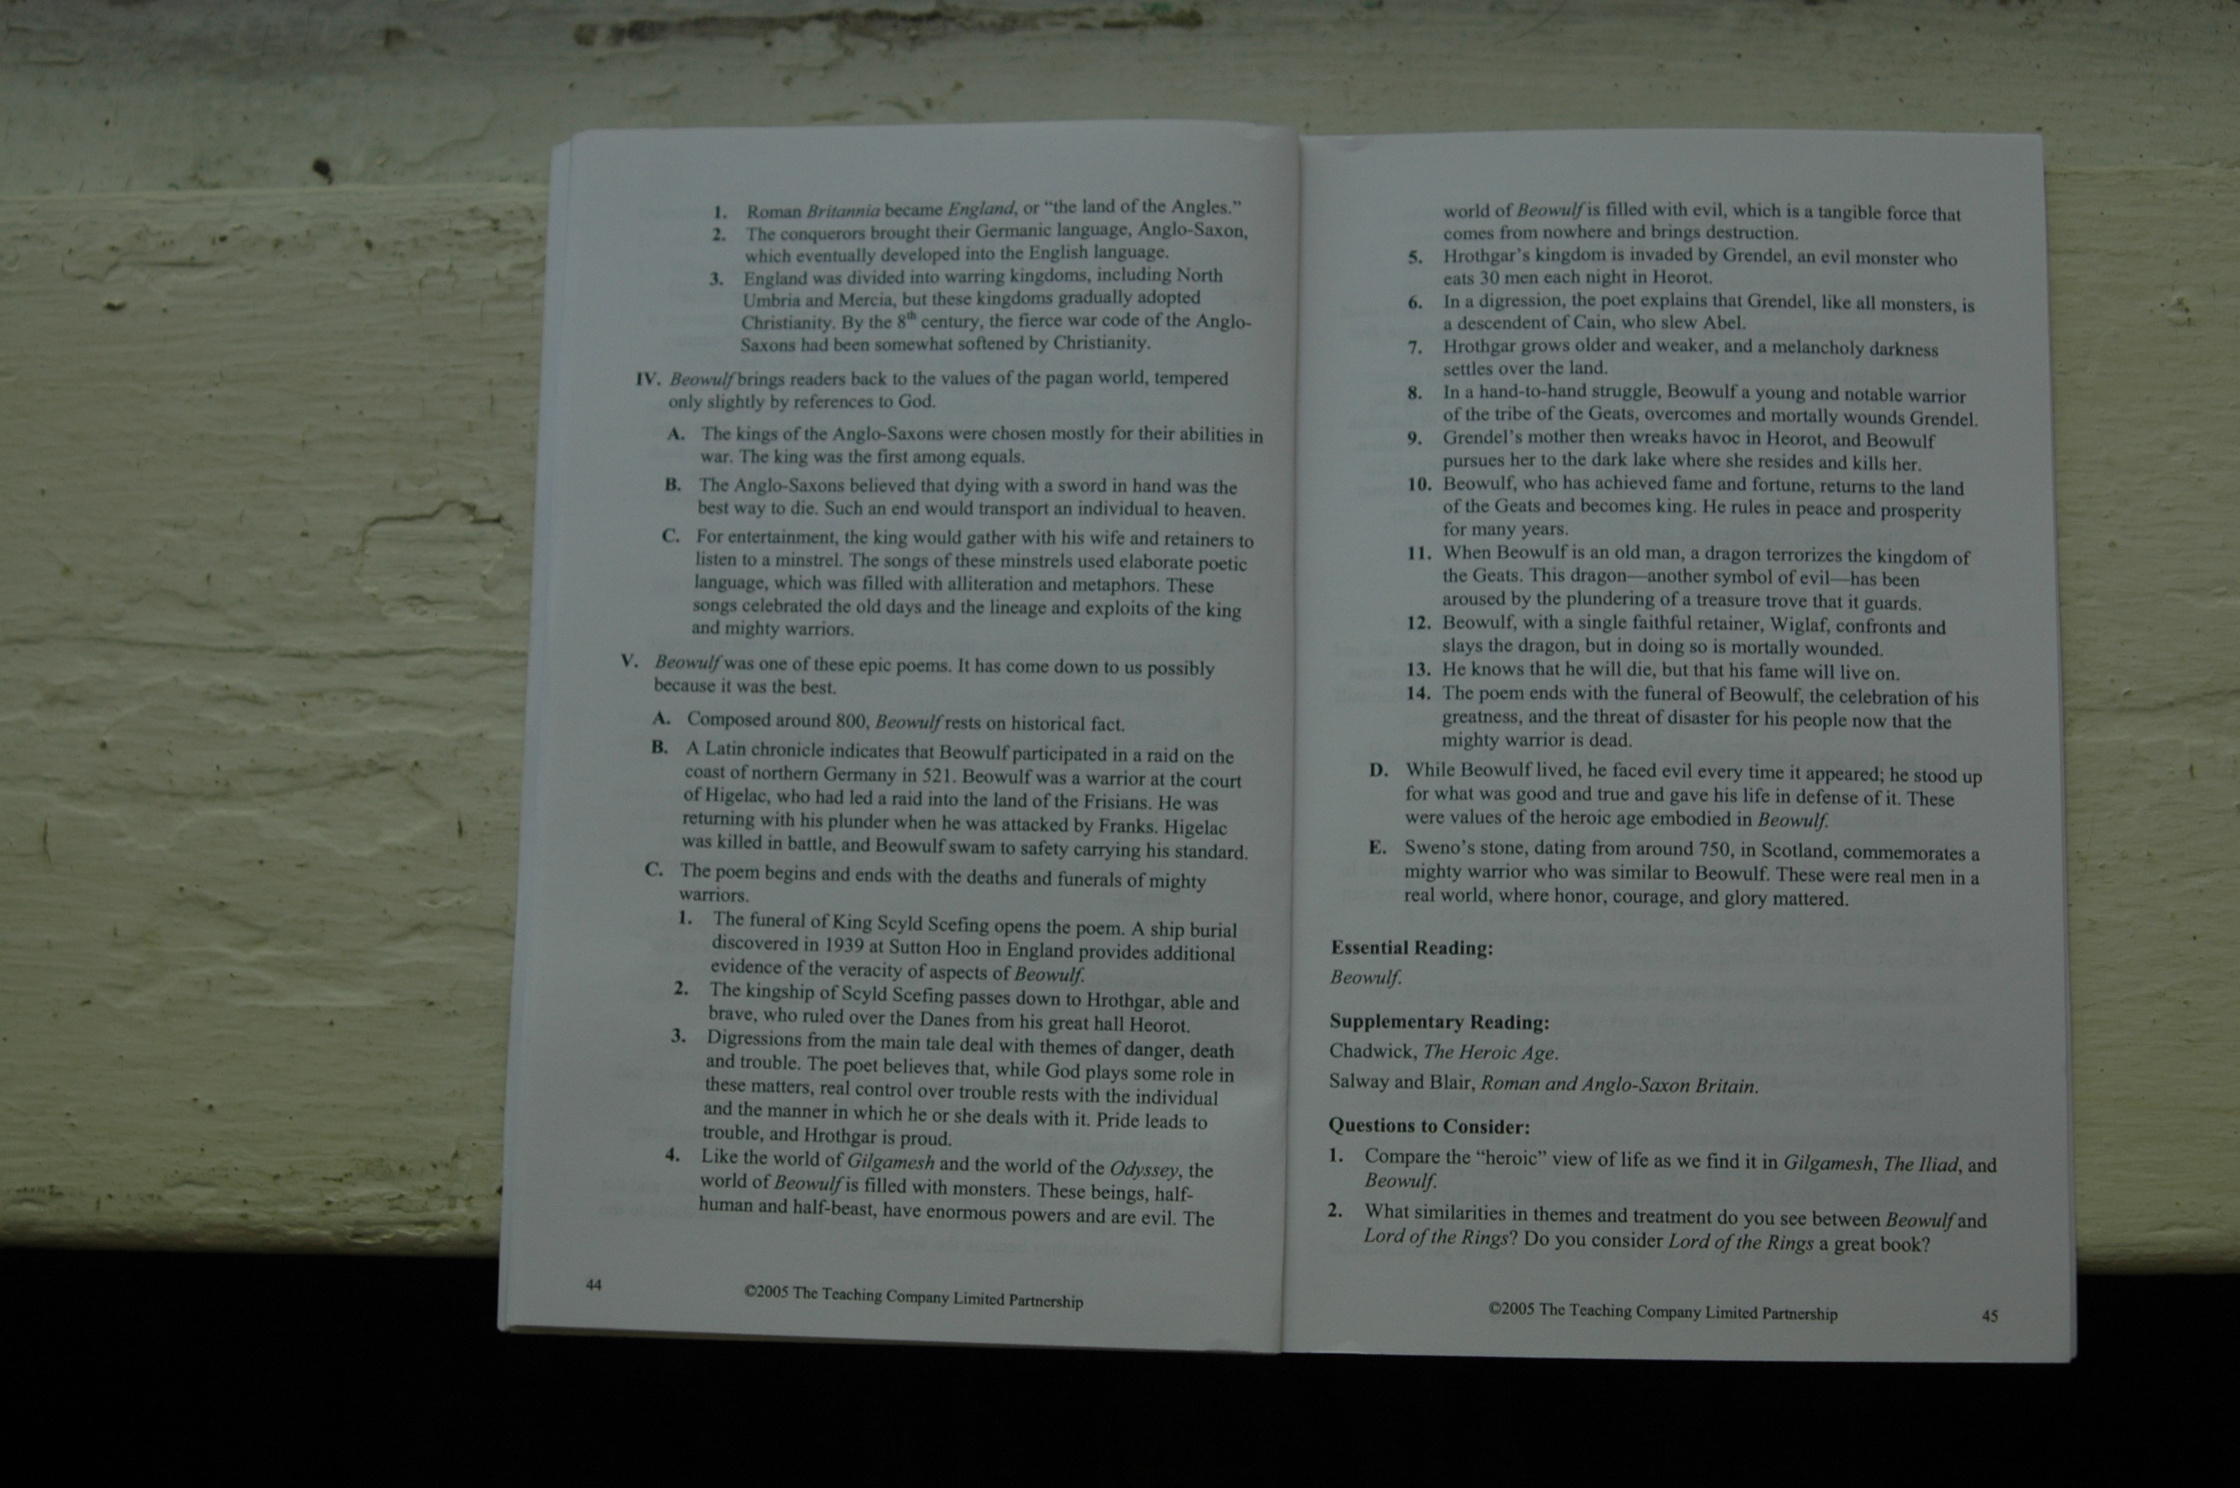 1. Roman Britannia became England, or “the land of the Angles.”
2. The conquerors brought their Germanic language, Anglo-Saxon,
which eventually developed into the English language.
3. England was divided into warring kingdoms, including North
Umbria and Mercia, but these kingdoms gradually adopted
Christianity. By the 8th century, the fierce war code of the Anglo-
Saxons had been somewhat softened by Christianity.
IV. Beowulf brings readers back to the values of the pagan world, tempered
only slightly by references to God.
A. The kings of the Anglo-Saxons were chosen mostly for their abilities in
war. The king was the first among equals.
B. The Anglo-Saxons believed that dying with a sword in hand was the
best way to die. Such an end would transport an individual to heaven.
C. For entertainment, the king would gather with his wife and retainers to
listen to a minstrel. The songs of these minstrels used elaborate poetic
language, which was filled with alliteration and metaphors. These
songs celebrated the old days and the lineage and exploits of the king
and mighty warriors.
V. Beowulf was one of these epic poems. It has come down to us possibly
because it was the best.
A. Composed around 800, Beowulf rests on historical fact.
B. A Latin chronicle indicates that Beowulf participated in a raid on the
coast of northern Germany in 521. Beowulf was a warrior at the court
of Higelac, who had led a raid into the land of the Frisians. He was
returning with his plunder when he was attacked by Franks. Higelac
was killed in battle, and Beowulf swam to safety carrying his standard.
C. The poem begins and ends with the deaths and funerals of mighty
warriors.
1. The funeral of King Scyld Scefing opens the poem. A ship burial
discovered in 1939 at Sutton Hoo in England provides additional
evidence of the veracity of aspects of Beowulf.
2. The kingship of Scyld Scefing passes down to Hrothgar, able and
brave, who ruled over the Danes from his great hall Heorot.
3. Digressions from the main tale deal with themes of danger, death
and trouble. The poet believes that, while God plays some role in
these matters, real control over trouble rests with the individual
and the manner in which he or she deals with it. Pride leads to
trouble, and Hrothgar is proud.
4. Like the world of Gilgamesh and the world of the Odyssey, the
world of Beowulf is filled with monsters. These beings, half-
human and half-beast, have enormous powers and are evil. The
44
©2005 The Teaching Company Limited Partnership
world of Beowulf is filled with evil, which is a tangible force that
comes from nowhere and brings destruction.
5. Hrothgar’s kingdom is invaded by Grendel, an evil monster who
eats 30 men each night in Heorot.
6. In a digression, the poet explains that Grendel, like all monsters, is
a descendent of Cain, who slew Abel.
7. Hrothgar grows older and weaker, and a melancholy darkness
settles over the land.
8. In a hand-to-hand struggle, Beowulf a young and notable warrior
of the tribe of the Geats, overcomes and mortally wounds Grendel.
9. Grendel’s mother then wreaks havoc in Heorot, and Beowulf
pursues her to the dark lake where she resides and kills her.
10. Beowulf, who has achieved fame and fortune, returns to the land
of the Geats and becomes king. He rules in peace and prosperity
for many years.
11. When Beowulf is an old man, a dragon terrorizes the kingdom of
the Geats. This dragon—another symbol of evil—has been
aroused by the plundering of a treasure trove that it guards.
12. Beowulf, with a single faithful retainer, Wiglaf, confronts and
slays the dragon, but in doing so is mortally wounded.
13. He knows that he will die, but that his fame will live on.
14. The poem ends with the funeral of Beowulf, the celebration of his
greatness, and the threat of disaster for his people now that the
mighty warrior is dead.
D. While Beowulf lived, he faced evil every time it appeared; he stood up
for what was good and true and gave his life in defense of it. These
were values of the heroic age embodied in Beowulf.
E. Sweno’s stone, dating from around 750, in Scotland, commemorates a
mighty warrior who was similar to Beowulf. These were real men in a
real world, where honor, courage, and glory mattered.
Essential Reading:
Beowulf.
Supplementary Reading:
Chadwick, The Heroic Age.
Salway and Blair, Roman and Anglo-Saxon Britain.
Questions to Consider:
1. Compare the “heroic” view of life as we find it in Gilgamesh, The Iliad, and
Beowulf.
2. What similarities in themes and treatment do you see between Beowulf and
Lord of the Rings? Do you consider Lord of the Rings a great book?
©2005 The Teaching Company Limited Partnership
45